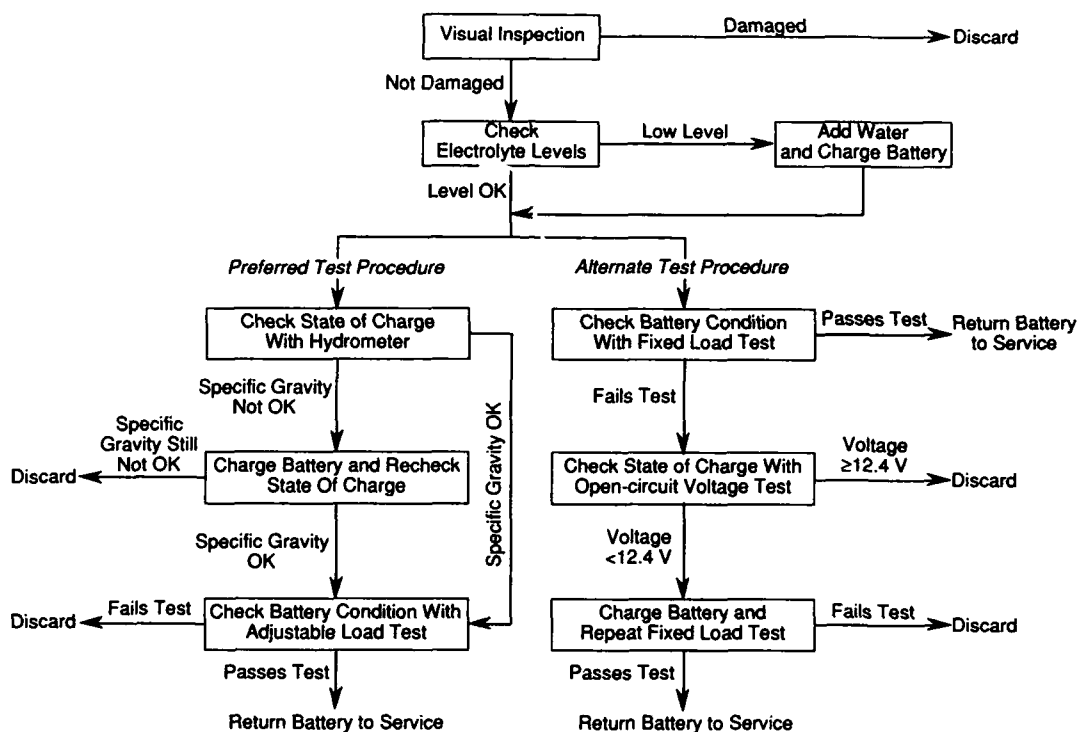 Visual Inspection
Damaged
Discard
Not Damaged
Check
Electrolyte Levels
Low Level
Add Water
and Charge Battery
Level OK
Preferred Test Procedure
Alternate Test Procedure
Check State of Charge
With Hydrometer
Specific Gravity
Not OK
Specific Gravity OK
Specific
Gravity Still
Not OK
Discard
Charge Battery and Recheck
State Of Charge
Specific Gravity
OK
Discard
Fails Test
Check Battery Condition With
Adjustable Load Test
Passes Test
Return Battery to Service
Check Battery Condition
With Fixed Load Test
Passes Test
Return Battery
to Service
Fails Test
Check State of Charge With
Open-circuit Voltage Test
Voltage
≥12.4 V
Discard
Voltage
<12.4 V
Charge Battery and
Repeat Fixed Load Test
Fails Test
Discard
Passes Test
Return Battery to Service